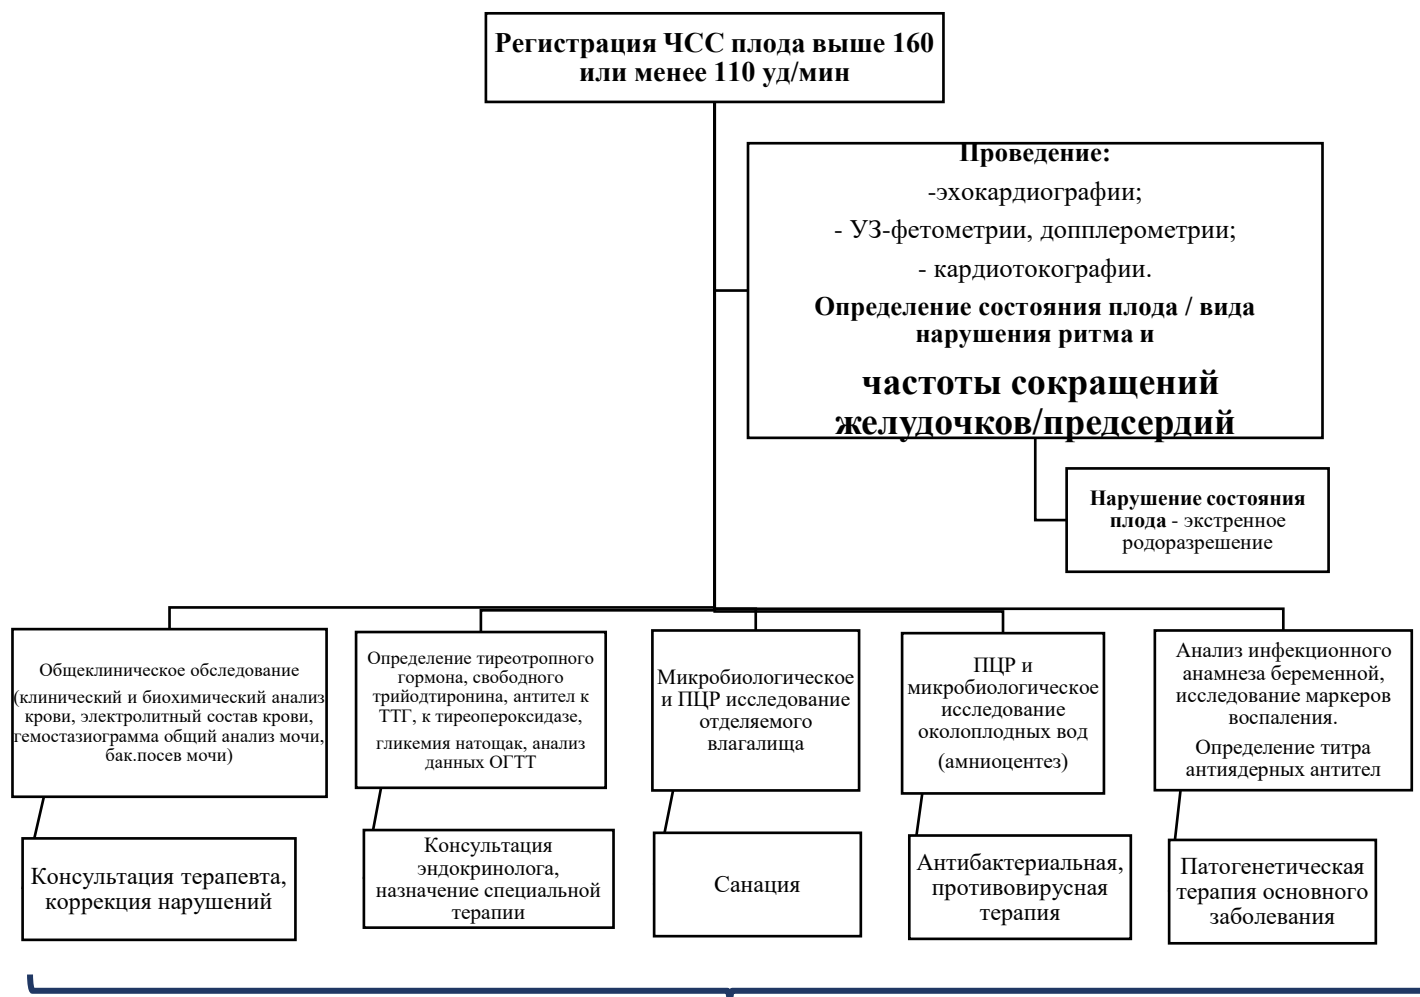 Регистрация ЧСС плода выше 160
или менее 110 уд/мин
Проведение:
-эхокардиографии;
- УЗ-фетометрии, допплерометрии;
- кардиотокографии.
Определение состояния плода / вида
нарушения ритма и
частоты сокращений
желудочков/предсердий
Нарушение состояния
плода - экстренное
родоразрешение
Общеклиническое обследование
(клинический и биохимический анализ
крови, электролитный состав крови,
гемостазиограмма общий анализ мочи,
бак.посев мочи)
Определение тиреотропного
гормона, свободного
трийодтиронина, антител к
ТТГ, к тиреопероксидазе,
гликемия натощак, анализ
данных ОГТТ
Микробиологическое
и ПЦР исследование
отделяемого
влагалища
ПЦР и
микробиологическое
исследование
околоплодных вод
(амниоцентез)
Анализ инфекционного
анамнеза беременной,
исследование маркеров
воспаления.
Определение титра
антиядерных антител
Консультация терапевта,
коррекция нарушений
Консультация
эндокринолога,
назначение специальной
терапии
Санация
Антибактериальная,
противовирусная
терапия
Патогенетическая
терапия основного
заболевания